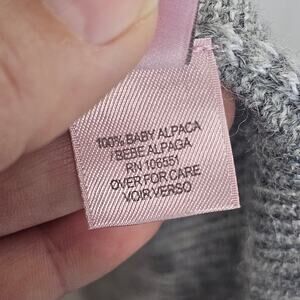 100% BABY ALPACA
/ BEBE ALPAGA
RN 106551
OVER FOR CARE
VOIR VERSO